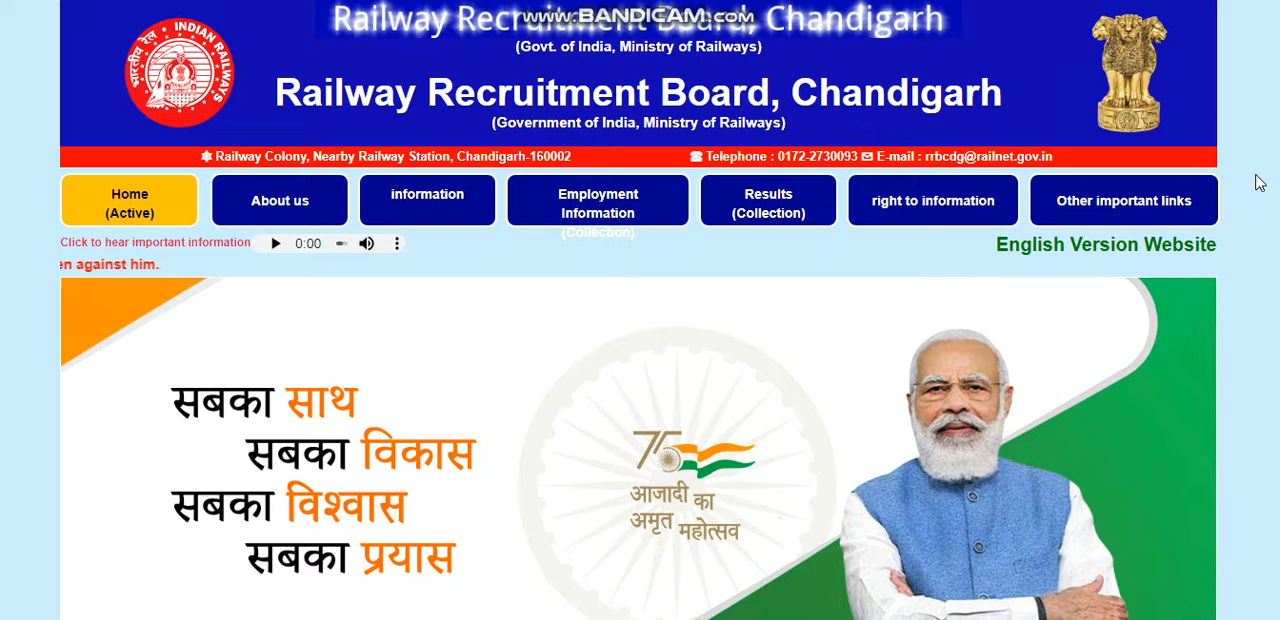 Railway Recruitment Board, Chandigarh
www.BANDICAM.com
(Govt. of India, Ministry of Railways)
भारतीय रेल INDIAN RAILWAYS
Railway Recruitment Board, Chandigarh
(Government of India, Ministry of Railways)
Railway Colony, Nearby Railway Station, Chandigarh-160002
Telephone : 0172-2730093 E-mail : rrbcdg@railnet.gov.in
Home
(Active)
About us
information
Employment
Information
(Collection)
Results
(Collection)
right to information
Other important links
Click to hear important information
0:00
English Version Website
en against him.
सबका साथ
सबका विकास
सबका विश्वास
सबका प्रयास
75
आज़ादी का
अमृत महोत्सव